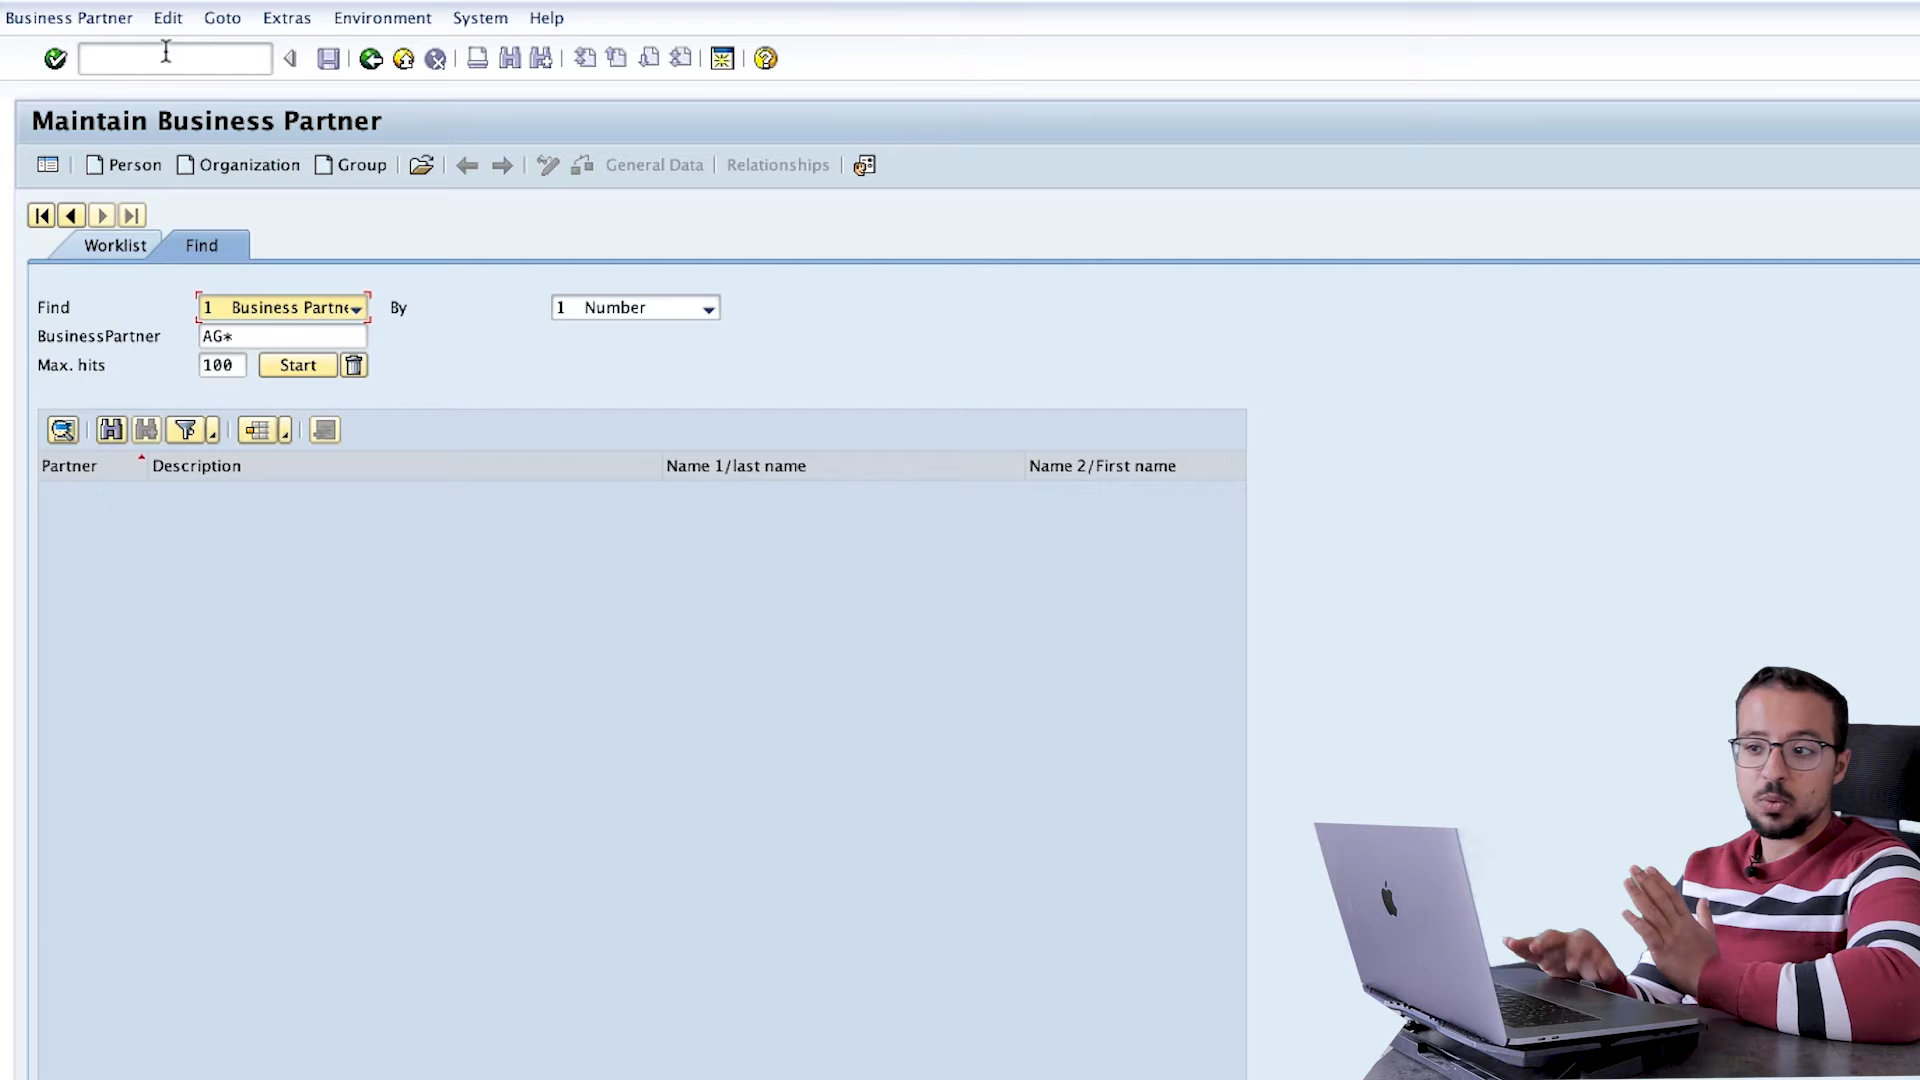 Business Partner Edit Goto Extras Environment System Help
Maintain Business Partner
Person Organization Group General Data Relationships
Worklist Find
Find 1 Business Partne By 1 Number
BusinessPartner AG*
Max. hits 100 Start
Partner Description Name 1/last name Name 2/First name